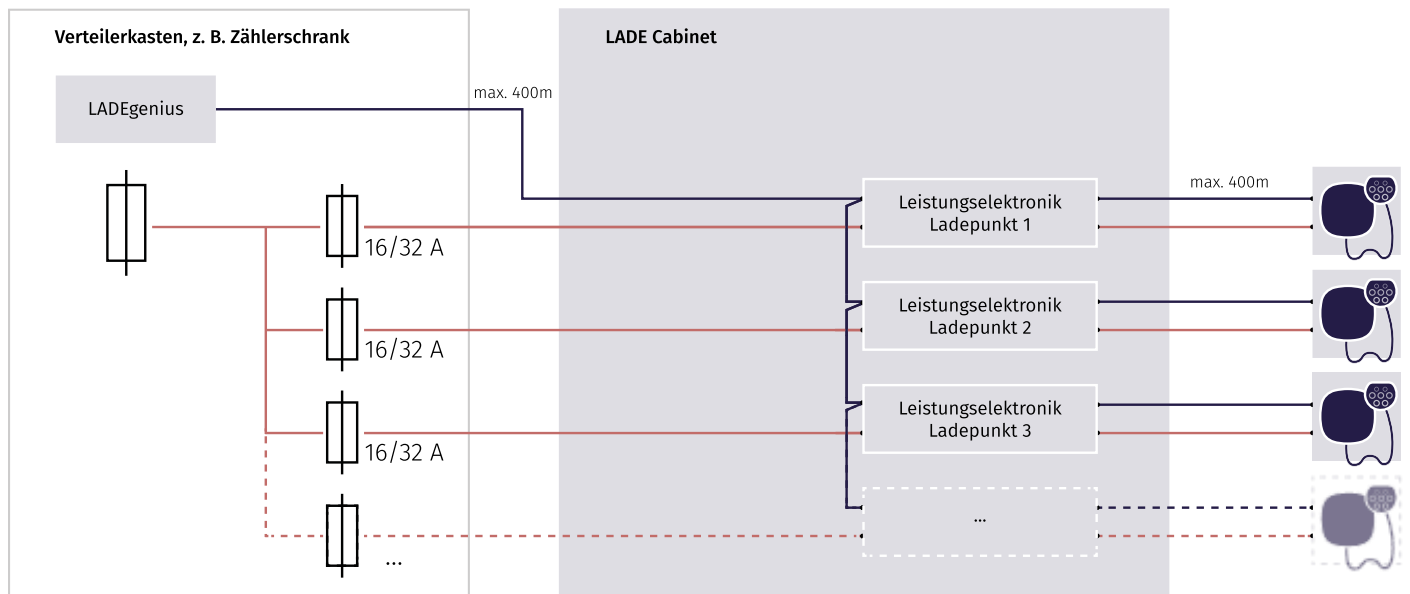 Verteilerkasten, z. B. Zählerschrank
LADE Cabinet
LADEgenius
max. 400m
max. 400m
Leistungselektronik
Ladepunkt 1
16/32 A
Leistungselektronik
Ladepunkt 2
16/32 A
Leistungselektronik
Ladepunkt 3
16/32 A
...
...